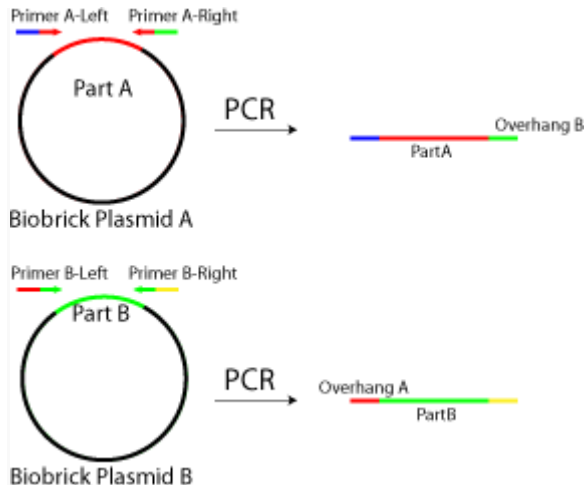 Primer A-Left Primer A-Right
Part A
PCR
Overhang B
PartA
Biobrick Plasmid A
Primer B-Left Primer B-Right
Part B
PCR
Overhang A
PartB
Biobrick Plasmid B